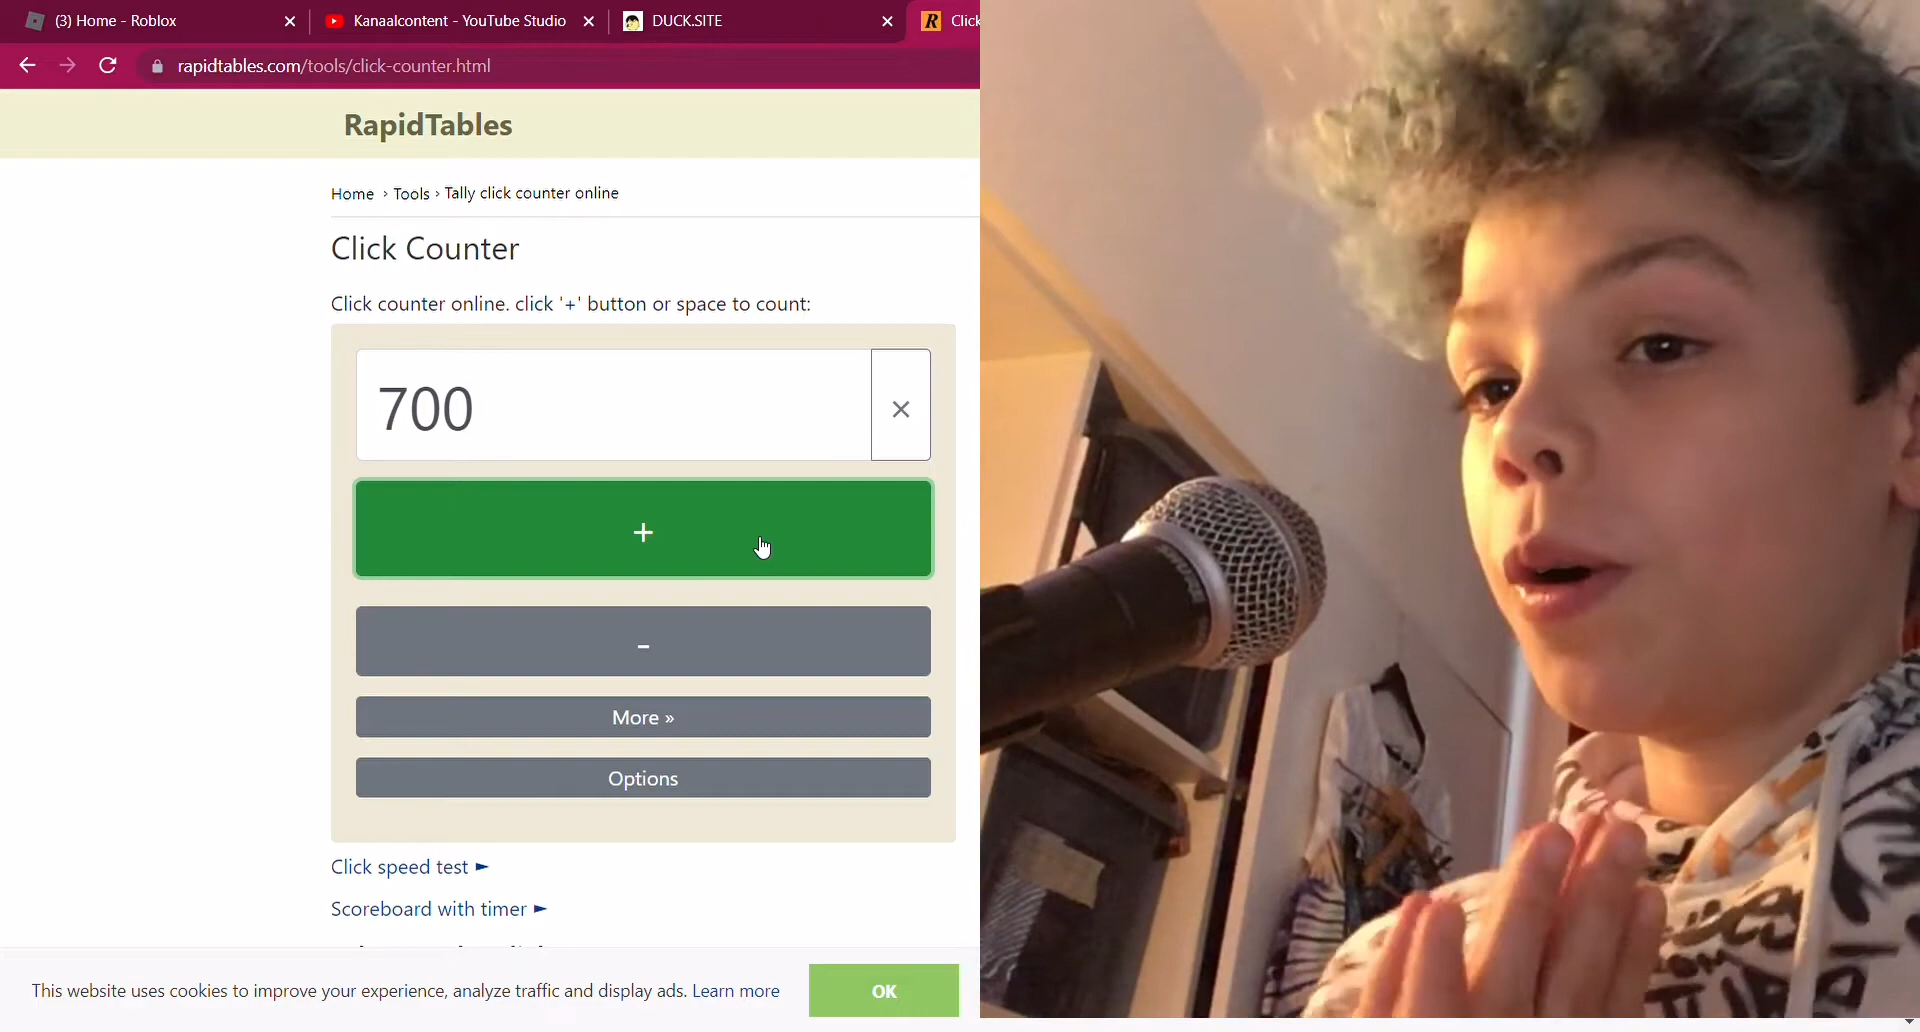 (3) Home - Roblox
Kanaalcontent - YouTube Studio
DUCK.SITE
R Click
rapidtables.com/tools/click-counter.html
RapidTables
Home › Tools › Tally click counter online
Click Counter
Click counter online. click '+' button or space to count:
700
×
+
-
More »
Options
Click speed test ►
Scoreboard with timer ►
This website uses cookies to improve your experience, analyze traffic and display ads. Learn more
OK